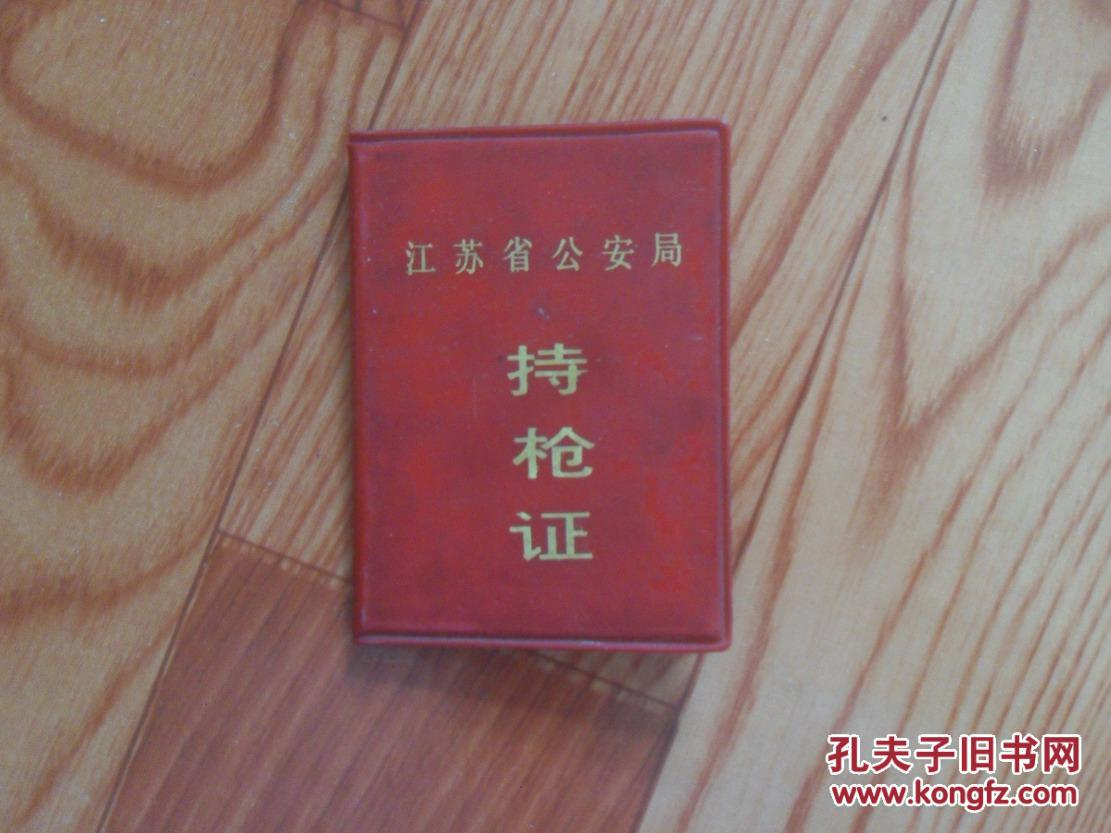 江苏省公安局
持
枪
证
孔夫子旧书网
www.kongfz.com